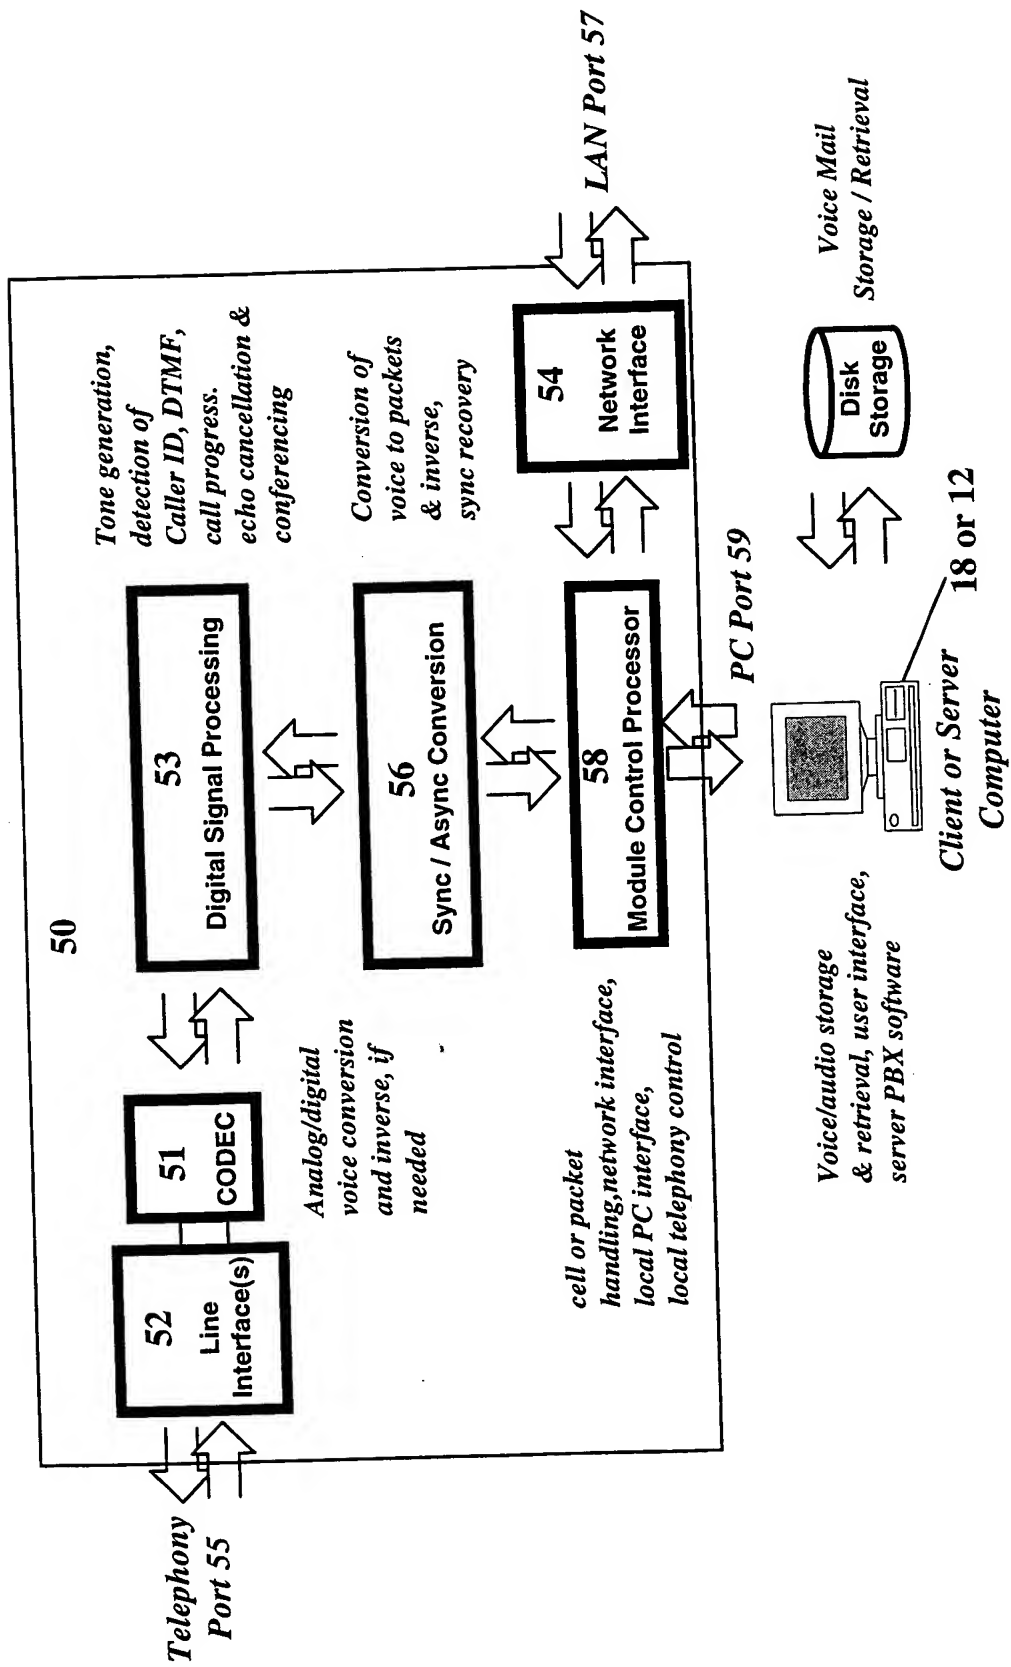 50
Telephony
Port 55
52
Line
Interface(s)
51
CODEC
Analog/digital
voice conversion
and inverse, if
needed
53
Digital Signal Processing
Tone generation,
detection of
Caller ID, DTMF,
call progress.
echo cancellation &
conferencing
56
Sync / Async Conversion
Conversion of
voice to packets
& inverse,
sync recovery
cell or packet
handling,network interface,
local PC interface,
local telephony control
58
Module Control Processor
54
Network
Interface
LAN Port 57
PC Port 59
Voice/audio storage
& retrieval, user interface,
server PBX software
Client or Server
Computer
18 or 12
Disk
Storage
Voice Mail
Storage / Retrieval